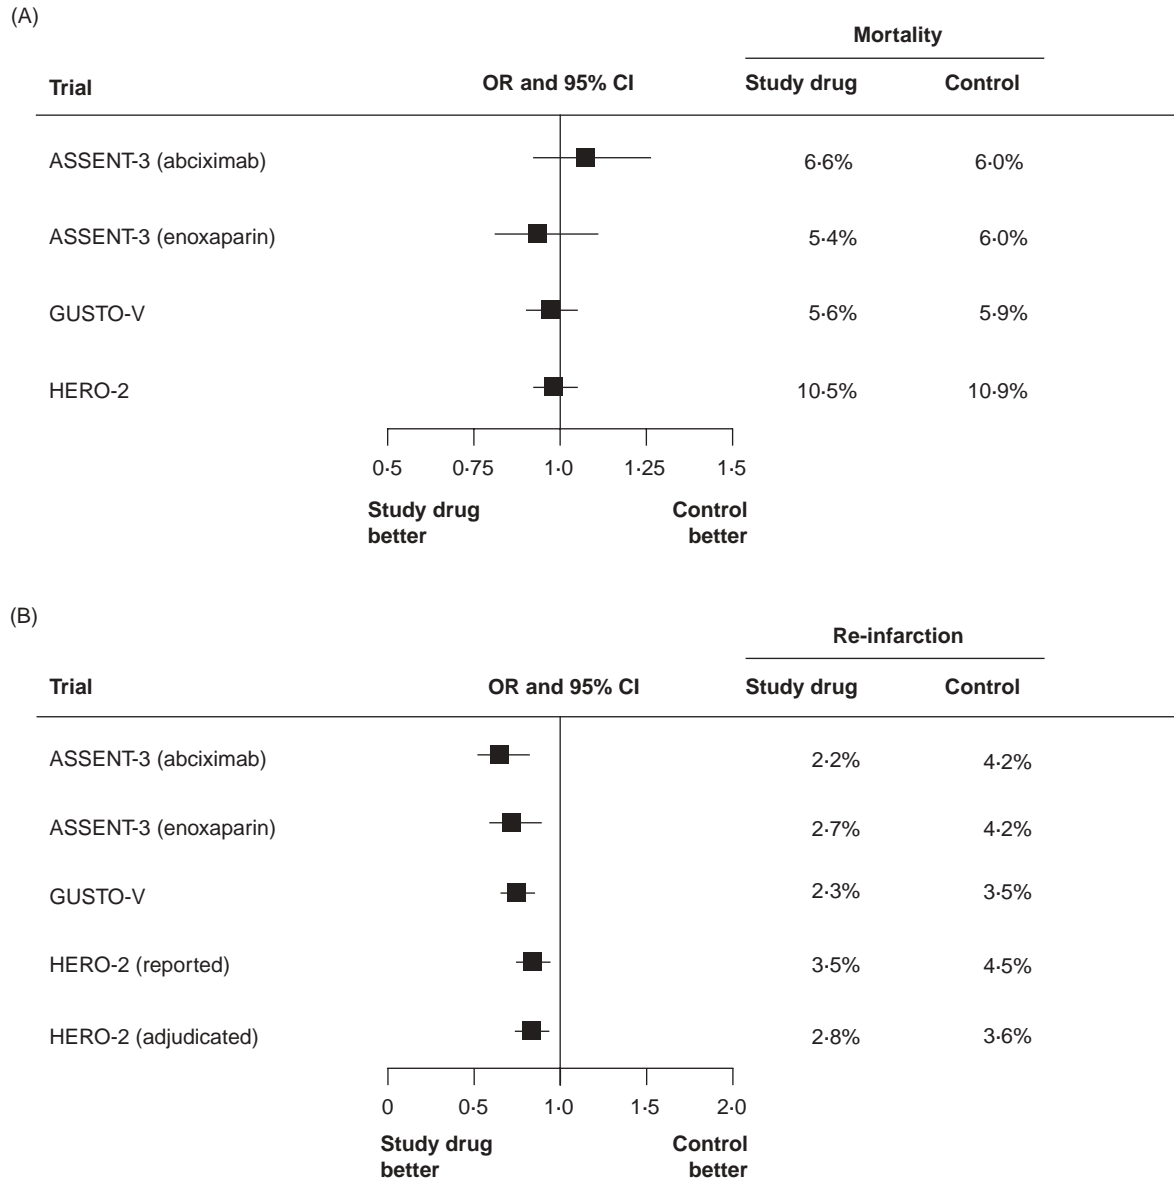 (A)
Mortality
Trial OR and 95% CI Study drug Control
ASSENT-3 (abciximab) 6·6% 6·0%
ASSENT-3 (enoxaparin) 5·4% 6·0%
GUSTO-V 5·6% 5·9%
HERO-2 10·5% 10·9%
0·5 0·75 1·0 1·25 1·5
Study drug Control
better better
(B)
Re-infarction
Trial OR and 95% CI Study drug Control
ASSENT-3 (abciximab) 2·2% 4·2%
ASSENT-3 (enoxaparin) 2·7% 4·2%
GUSTO-V 2·3% 3·5%
HERO-2 (reported) 3·5% 4·5%
HERO-2 (adjudicated) 2·8% 3·6%
0 0·5 1·0 1·5 2·0
Study drug Control
better better